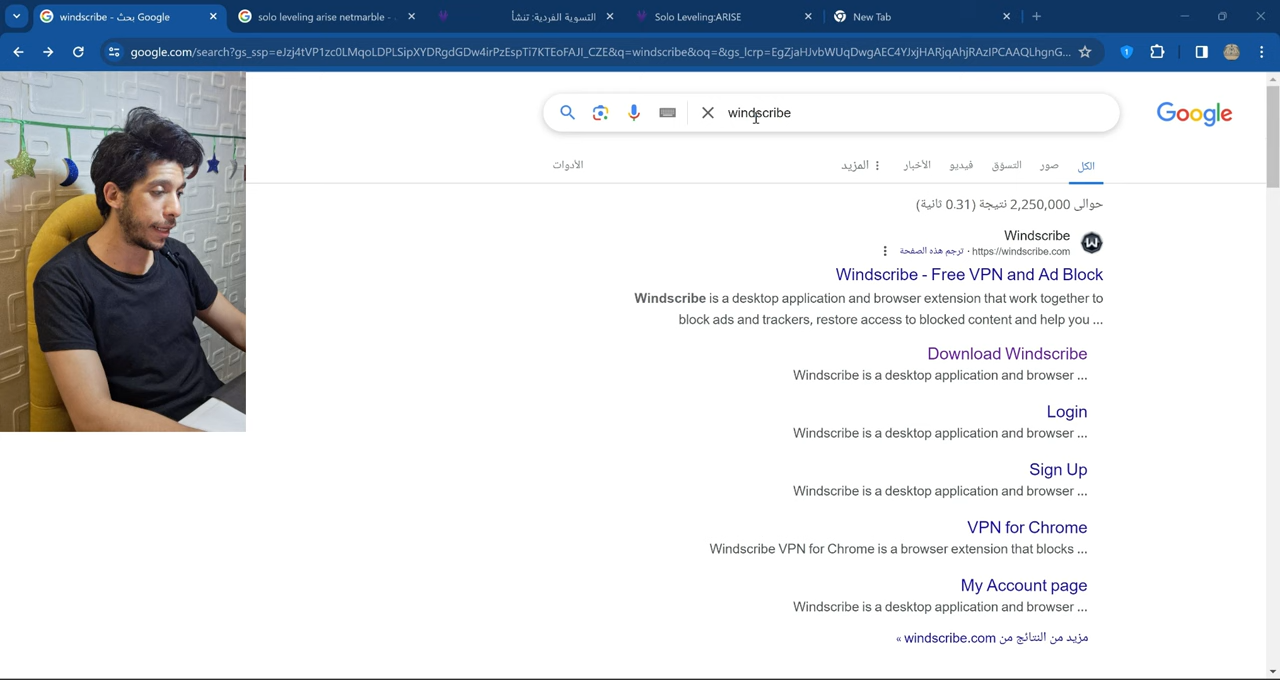 windscribe - بحث Google
solo leveling arise netmarble -
التسوية الفردية: تنشأ
Solo Leveling:ARISE
New Tab
google.com/search?gs_ssp=eJzj4tVP1zc0LMqoLDPLSipXYDRgdGDw4irPzEspTi7KTEoFAJI_CZE&q=windscribe&oq=&gs_lcrp=EgZjaHJvbWUqDwgAEC4YJxjHARjqAhjRAzIPCAAQLhgnG...
windscribe
Google
الكل
صور
التسوّق
فيديو
الأخبار
المزيد
الأدوات
حوالى 2,250,000 نتيجة (0.31 ثانية)
Windscribe
https://windscribe.com · ترجم هذه الصفحة
Windscribe - Free VPN and Ad Block
Windscribe is a desktop application and browser extension that work together to
block ads and trackers, restore access to blocked content and help you ...
Download Windscribe
Windscribe is a desktop application and browser ...
Login
Windscribe is a desktop application and browser ...
Sign Up
Windscribe is a desktop application and browser ...
VPN for Chrome
Windscribe VPN for Chrome is a browser extension that blocks ...
My Account page
Windscribe is a desktop application and browser ...
مزيد من النتائج من windscribe.com »